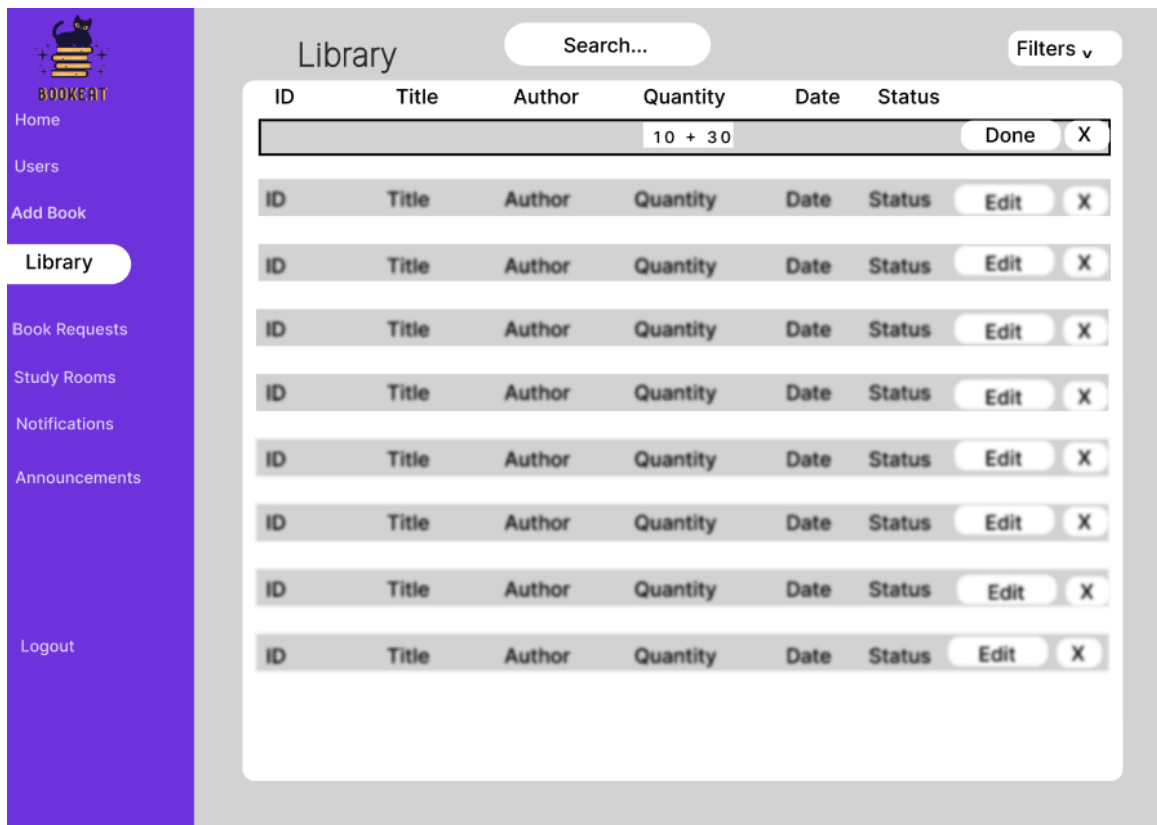 BOOKEAT
Home
Users
Add Book
Library
Book Requests
Study Rooms
Notifications
Announcements
Logout
Library Search... Filters v
ID Title Author Quantity Date Status
10 + 30 Done X
ID Title Author Quantity Date Status Edit X
ID Title Author Quantity Date Status Edit X
ID Title Author Quantity Date Status Edit X
ID Title Author Quantity Date Status Edit X
ID Title Author Quantity Date Status Edit X
ID Title Author Quantity Date Status Edit X
ID Title Author Quantity Date Status Edit X
ID Title Author Quantity Date Status Edit X